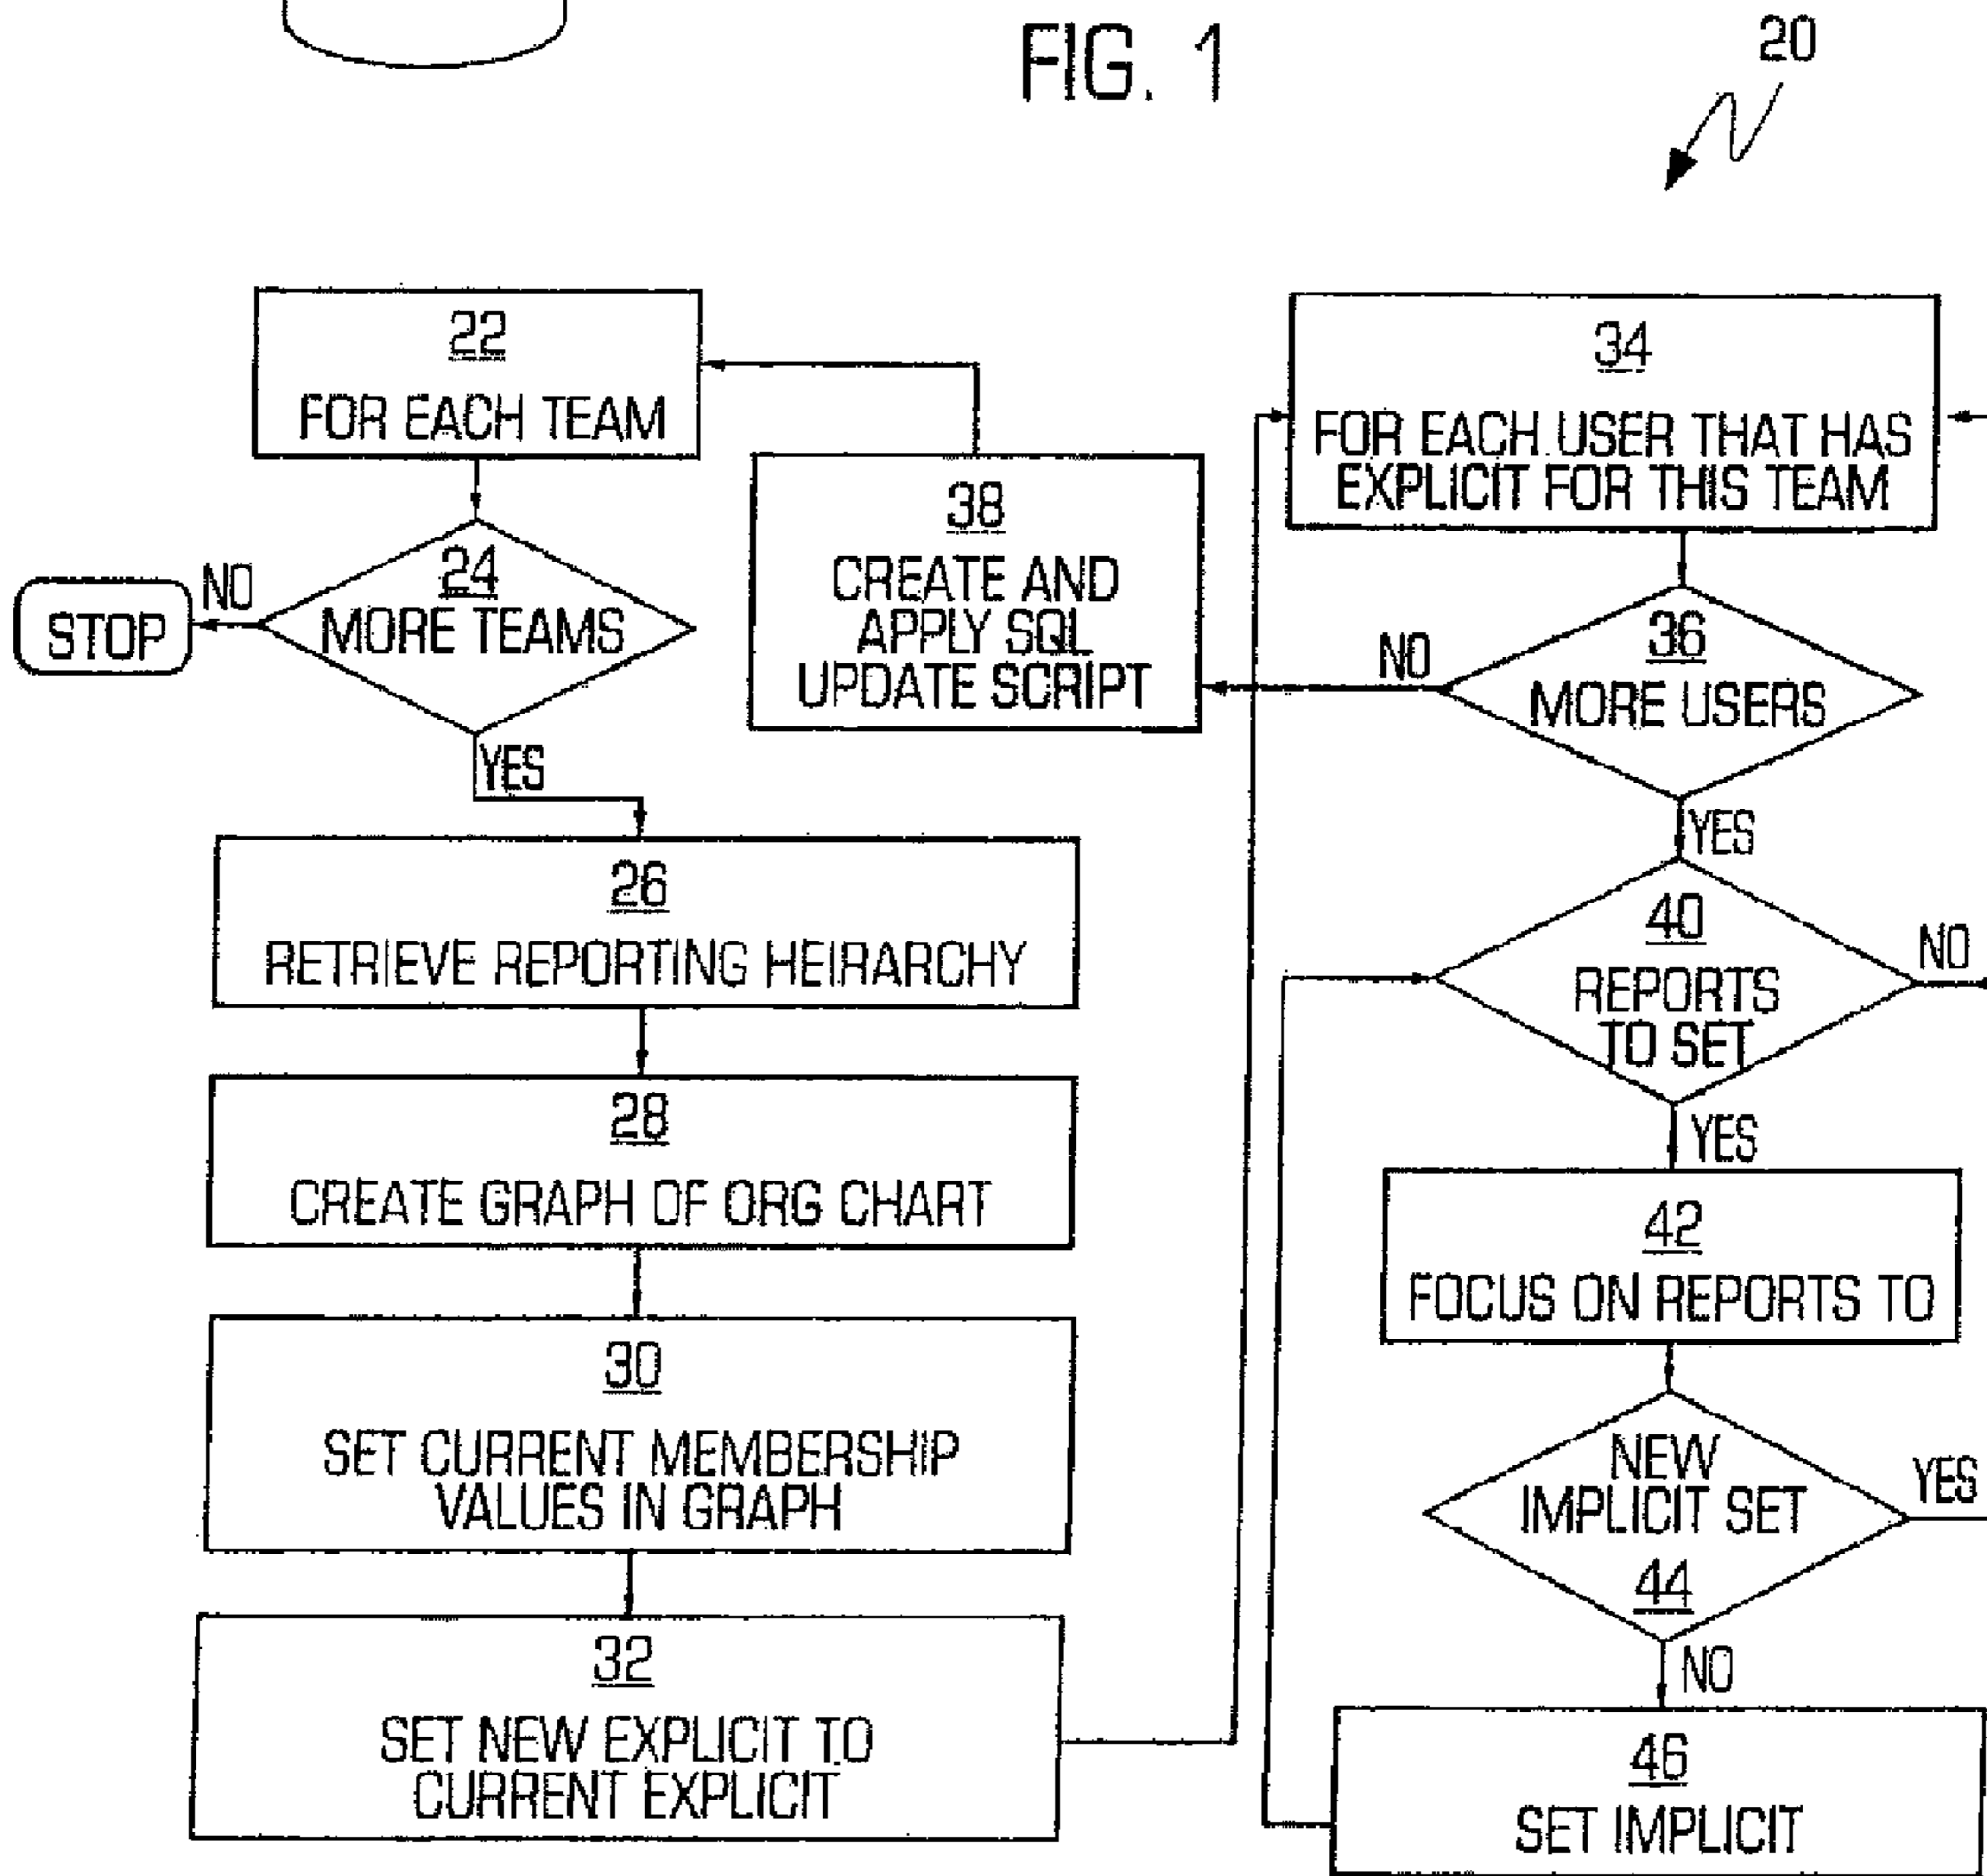 FIG. 1
20
22
FOR EACH TEAM
24
MORE TEAMS
NO
STOP
YES
26
RETRIEVE REPORTING HEIRARCHY
28
CREATE GRAPH OF ORG CHART
30
SET CURRENT MEMBERSHIP
VALUES IN GRAPH
32
SET NEW EXPLICIT TO
CURRENT EXPLICIT
38
CREATE AND
APPLY SQL
UPDATE SCRIPT
34
FOR EACH USER THAT HAS
EXPLICIT FOR THIS TEAM
36
MORE USERS
NO
YES
40
REPORTS
TO SET
NO
YES
42
FOCUS ON REPORTS TO
NEW
IMPLICIT SET
44
YES
NO
46
SET IMPLICIT